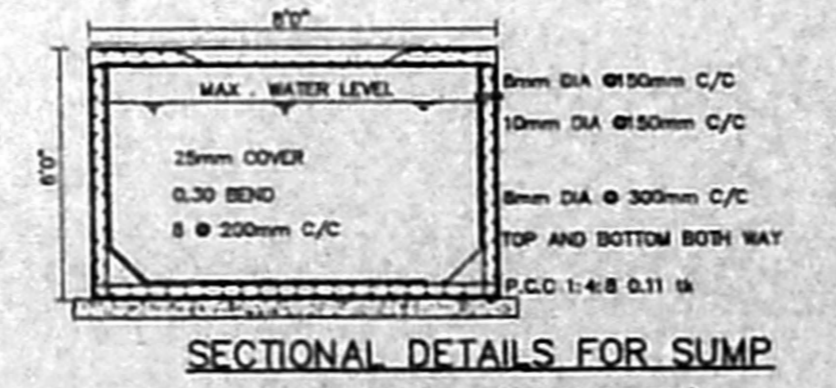 8'0"
MAX . WATER LEVEL
8mm DIA @150mm C/C
10mm DIA @150mm C/C
6'0"
25mm COVER
0.30 BEND
8mm DIA @ 300mm C/C
8 @ 200mm C/C
TOP AND BOTTOM BOTH WAY
P.C.C 1:4:8 0.11 tk
SECTIONAL DETAILS FOR SUMP